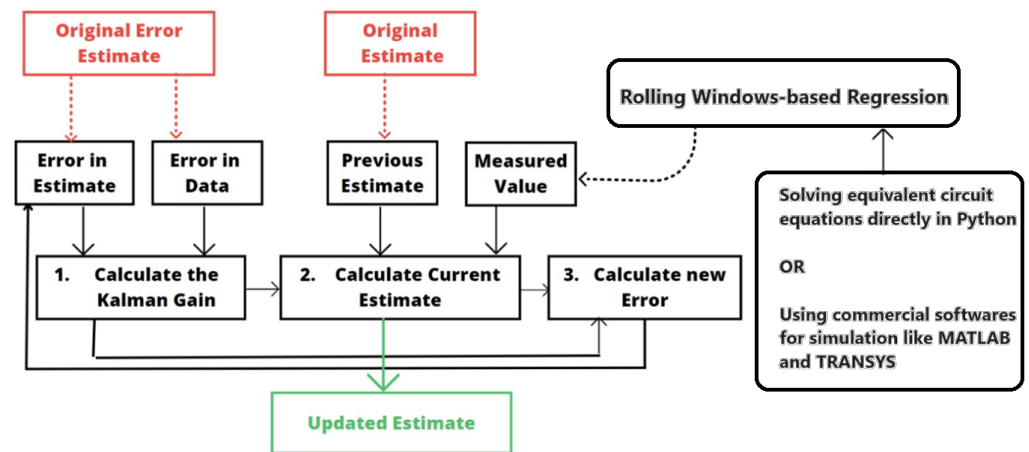 Original Error
Estimate
Original
Estimate
Rolling Windows-based Regression
Error in
Estimate
Error in
Data
Previous
Estimate
Measured
Value
Solving equivalent circuit
equations directly in Python
OR
Using commercial softwares
for simulation like MATLAB
and TRANSYS
1. Calculate the
Kalman Gain
2. Calculate Current
Estimate
3. Calculate new
Error
Updated Estimate